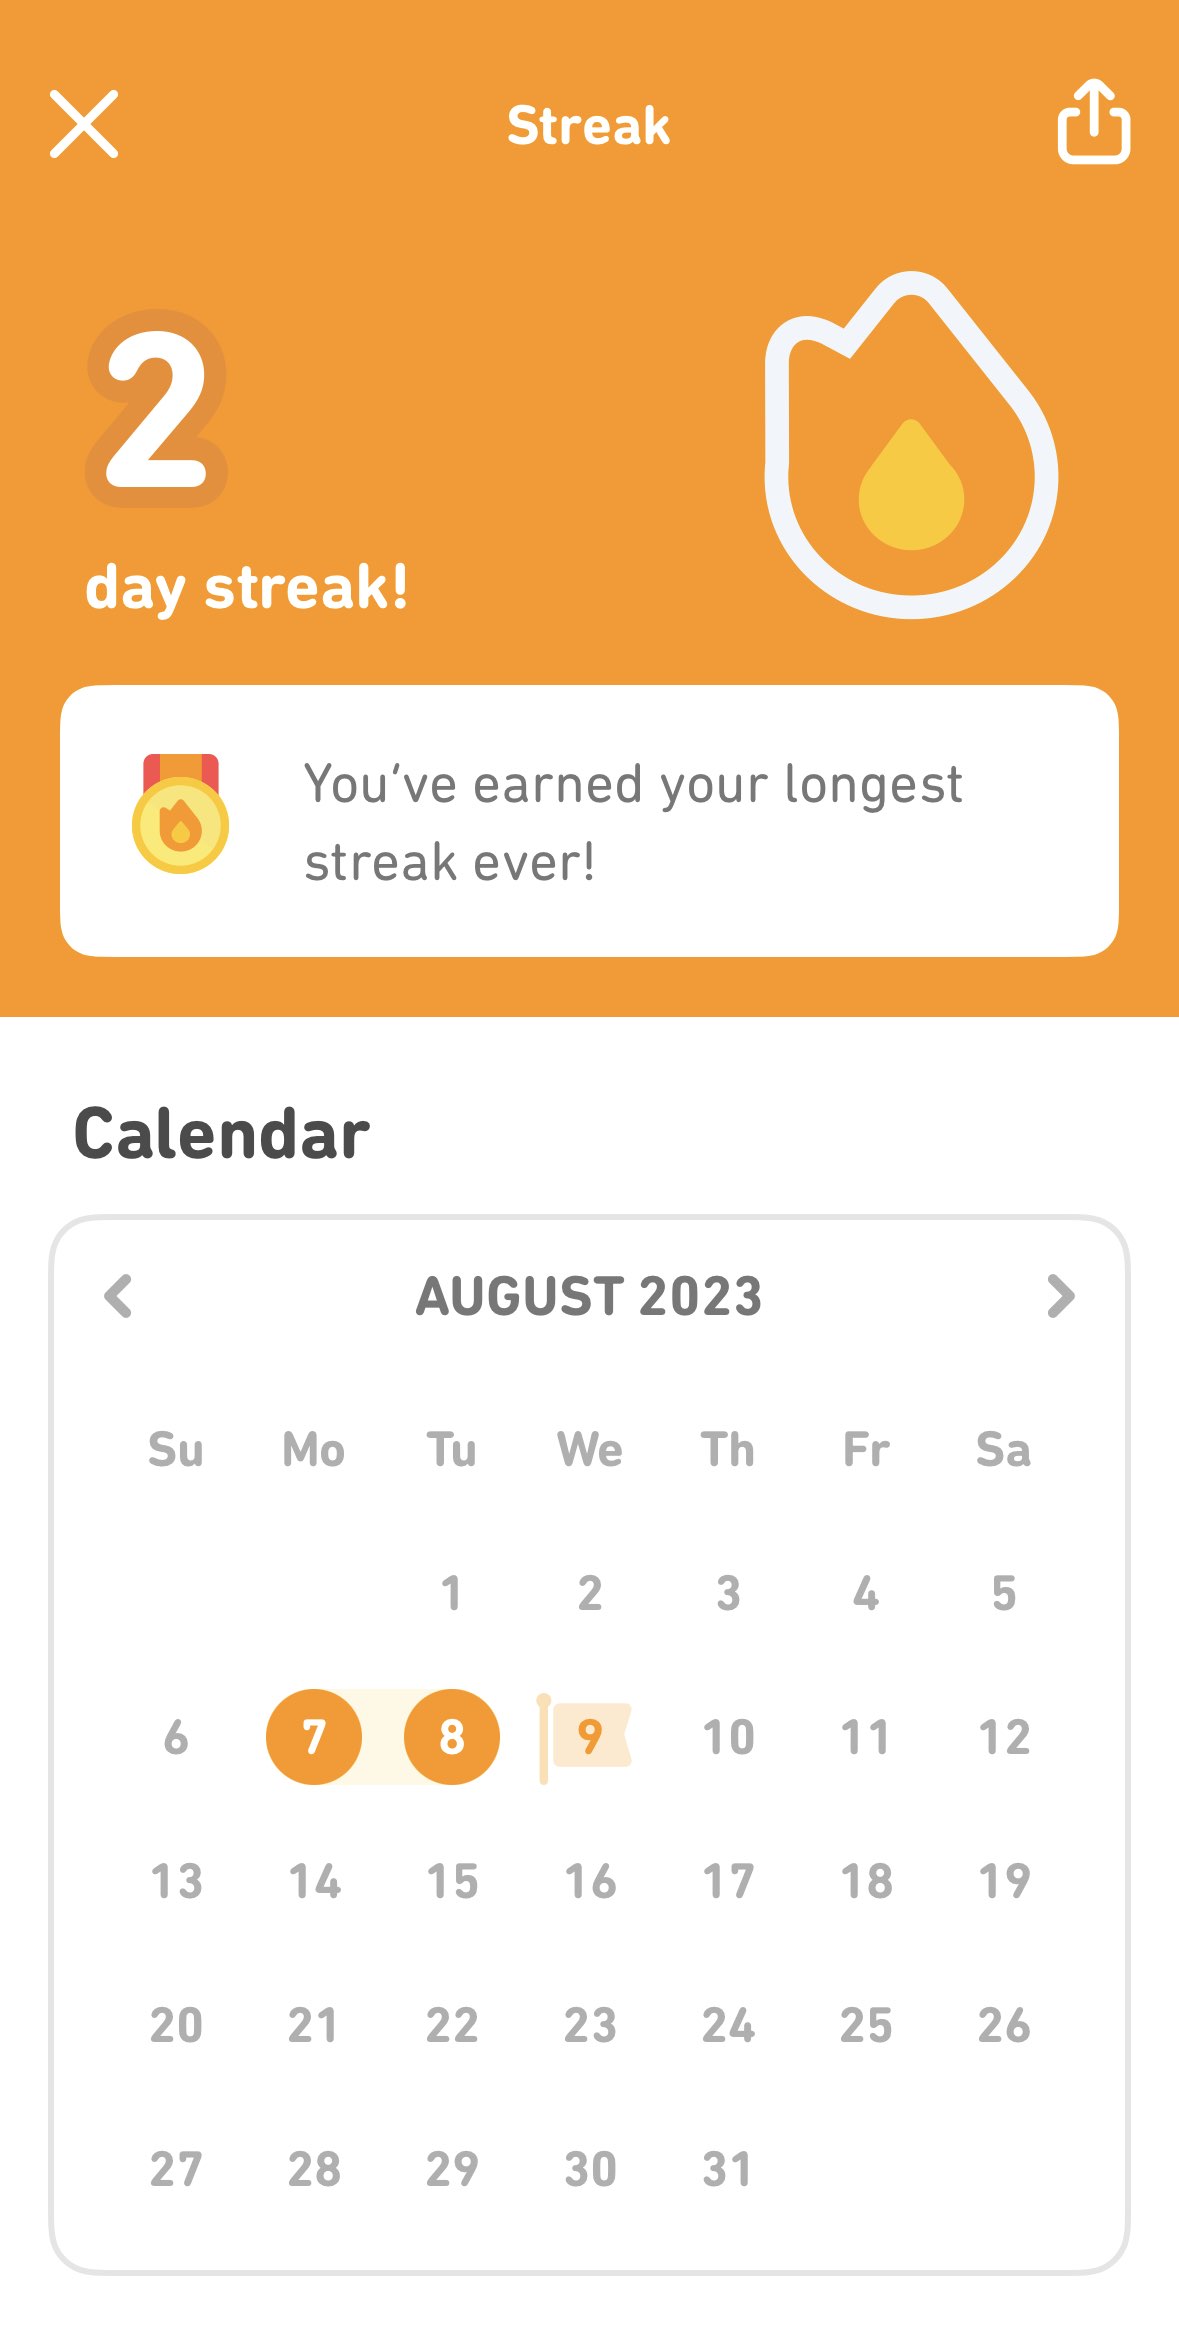 Streak
2
day streak!
You've earned your longest
streak ever!
Calendar
AUGUST 2023
Su Mo Tu We Th Fr Sa
1 2 3 4 5
6 7 8 9 10 11 12
13 14 15 16 17 18 19
20 21 22 23 24 25 26
27 28 29 30 31